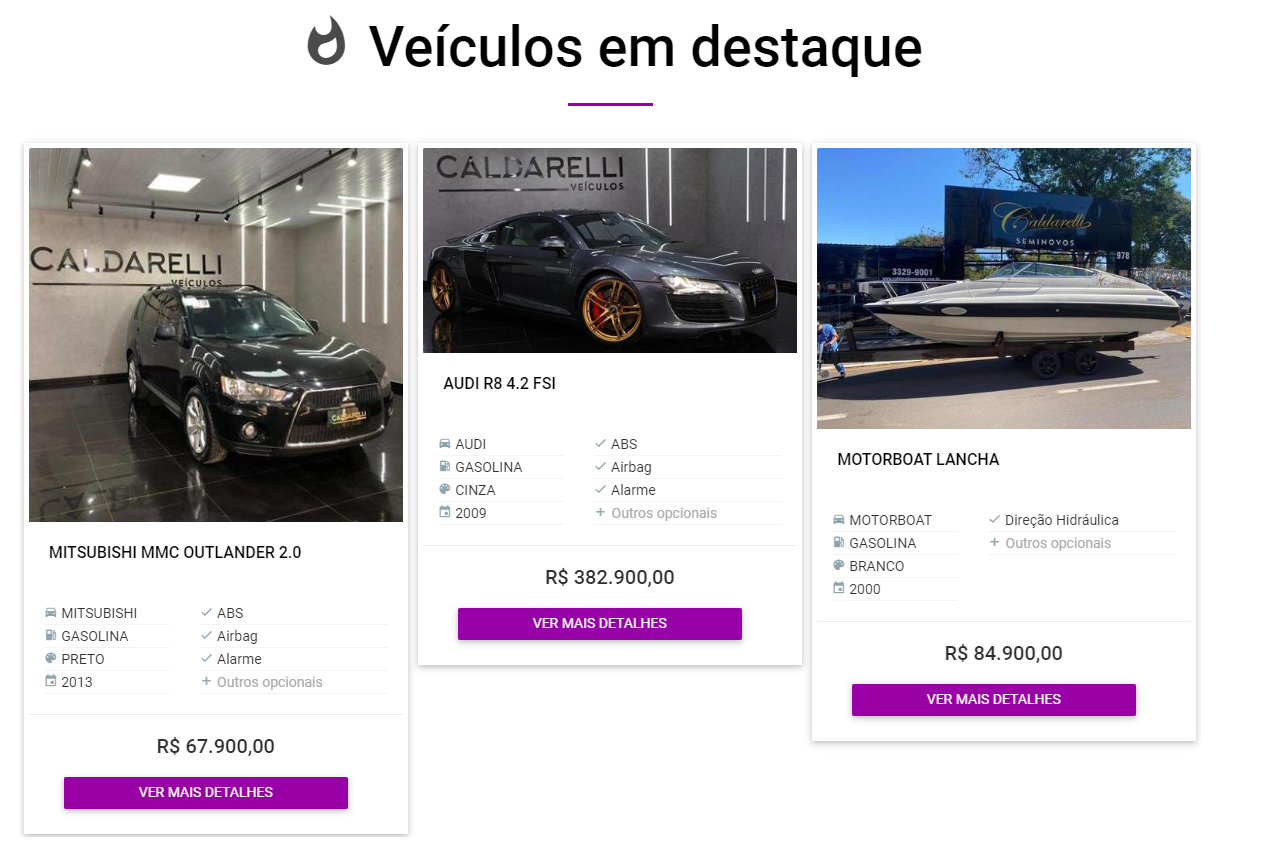 Veículos em destaque
CALDARELLI
VEÍCULOS
CALDARELLI
MITSUBISHI MMC OUTLANDER 2.0
MITSUBISHI
GASOLINA
PRETO
2013
ABS
Airbag
Alarme
Outros opcionais
R$ 67.900,00
VER MAIS DETALHES
CALDARELLI
VEÍCULOS
AUDI R8 4.2 FSI
AUDI
GASOLINA
CINZA
2009
ABS
Airbag
Alarme
Outros opcionais
R$ 382.900,00
VER MAIS DETALHES
Caldarelli
SEMINOVOS
978
3329-9001
MOTORBOAT LANCHA
MOTORBOAT
GASOLINA
BRANCO
2000
Direção Hidráulica
Outros opcionais
R$ 84.900,00
VER MAIS DETALHES